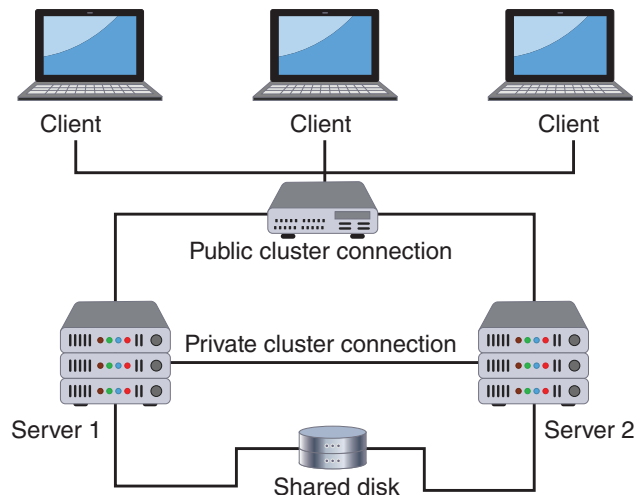 Client
Client
Client
Public cluster connection
Private cluster connection
Server 1
Server 2
Shared disk